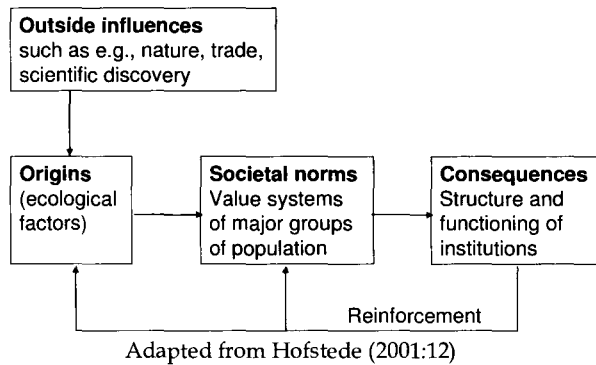 Outside influences
such as e.g., nature, trade,
scientific discovery
Origins
(ecological
factors)
Societal norms
Value systems
of major groups
of population
Consequences
Structure and
functioning of
institutions
Reinforcement
Adapted from Hofstede (2001:12)